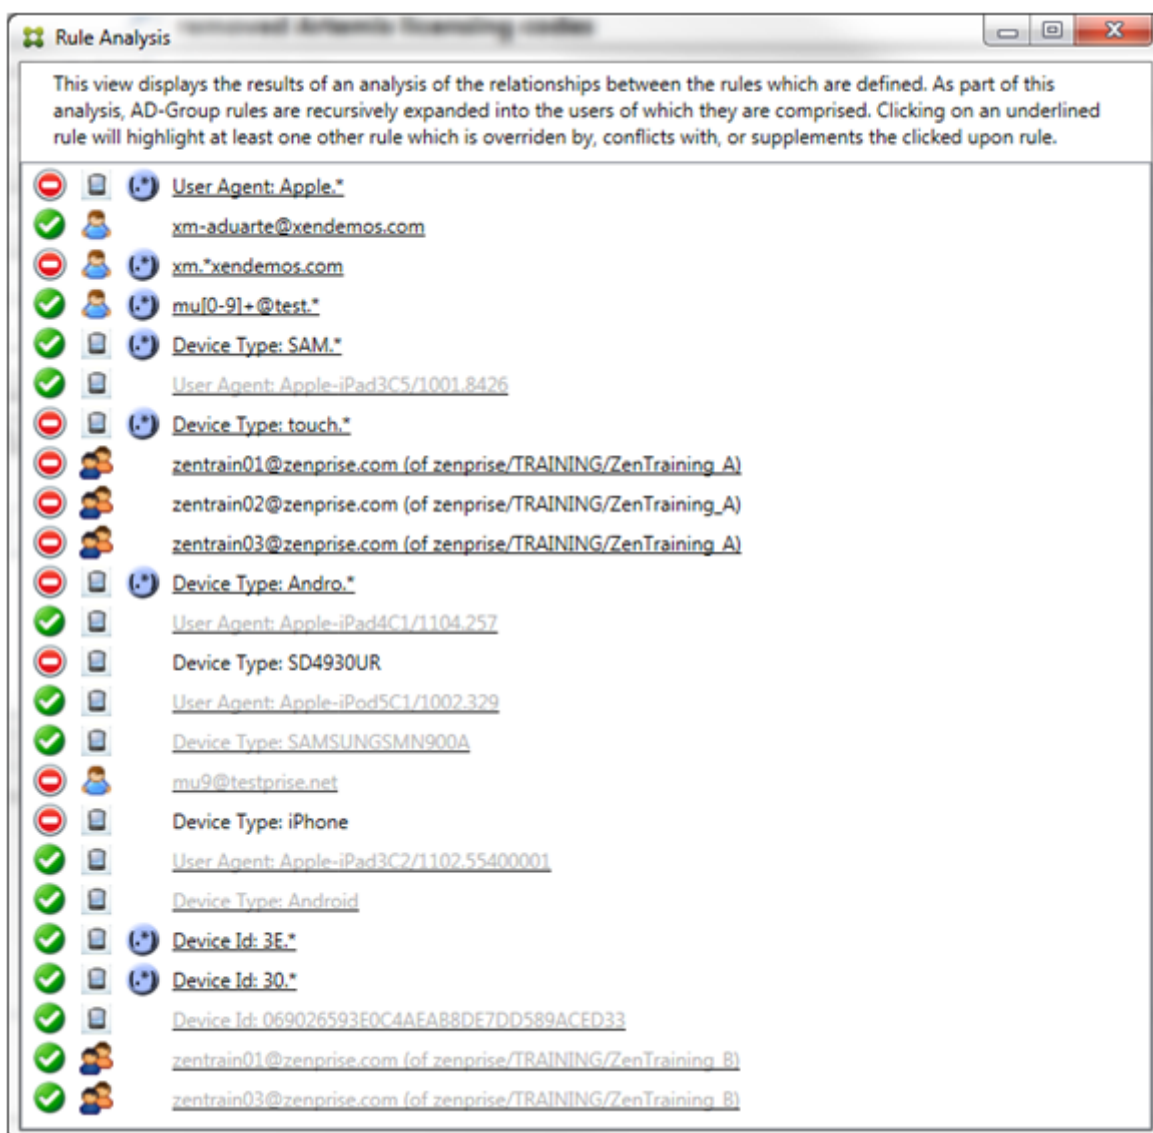 removed Artemis licensing codes
Rule Analysis
This view displays the results of an analysis of the relationships between the rules which are defined. As part of this
analysis, AD-Group rules are recursively expanded into the users of which they are comprised. Clicking on an underlined
rule will highlight at least one other rule which is overriden by, conflicts with, or supplements the clicked upon rule.
(.*) User Agent: Apple.*
xm-aduarte@xendemos.com
(.*) xm.*xendemos.com
(.*) mu[0-9]+@test.*
(.*) Device Type: SAM.*
User Agent: Apple-iPad3C5/1001.8426
(.*) Device Type: touch.*
zentrain01@zenprise.com (of zenprise/TRAINING/ZenTraining_A)
zentrain02@zenprise.com (of zenprise/TRAINING/ZenTraining_A)
zentrain03@zenprise.com (of zenprise/TRAINING/ZenTraining_A)
(.*) Device Type: Andro.*
User Agent: Apple-iPad4C1/1104.257
Device Type: SD4930UR
User Agent: Apple-iPod5C1/1002.329
Device Type: SAMSUNGSMN900A
mu9@testprise.net
Device Type: iPhone
User Agent: Apple-iPad3C2/1102.55400001
Device Type: Android
(.*) Device Id: 3E.*
(.*) Device Id: 30.*
Device Id: 069026593E0C4AEAB8DE7DD589ACED33
zentrain01@zenprise.com (of zenprise/TRAINING/ZenTraining_B)
zentrain03@zenprise.com (of zenprise/TRAINING/ZenTraining_B)